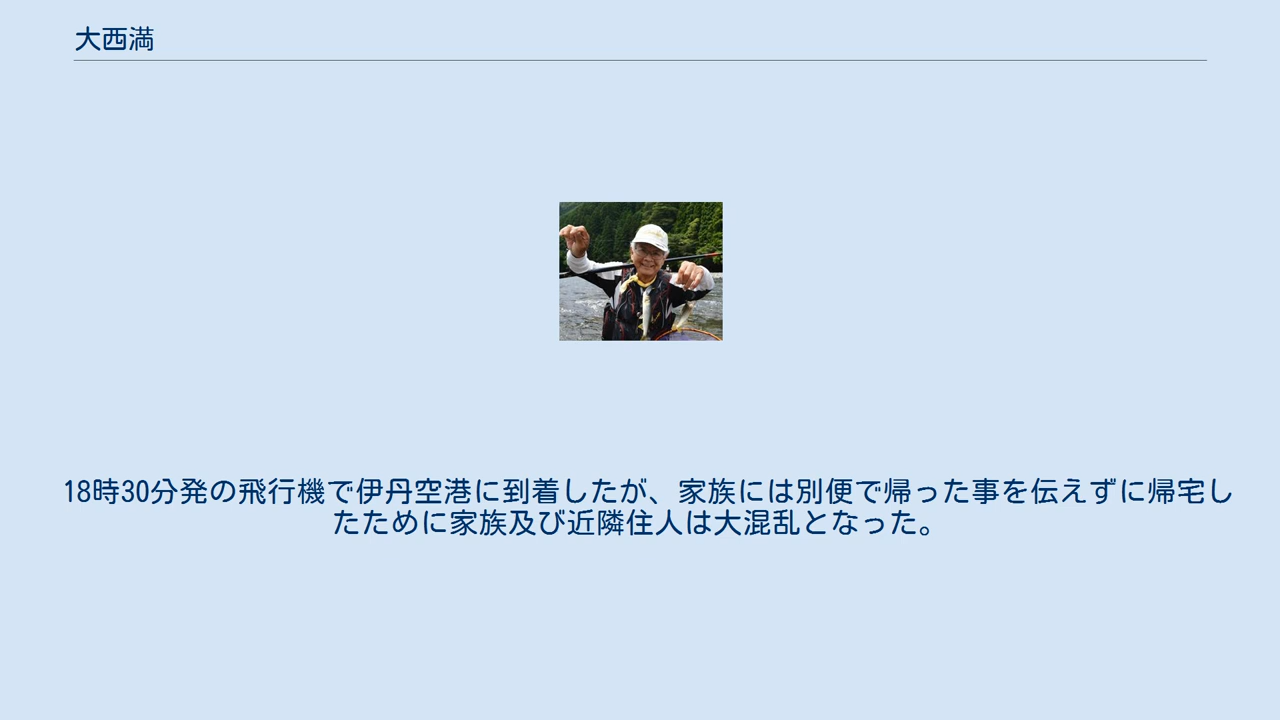 大西満
18時30分発の飛行機で伊丹空港に到着したが、家族には別便で帰った事を伝えずに帰宅し
たために家族及び近隣住人は大混乱となった。